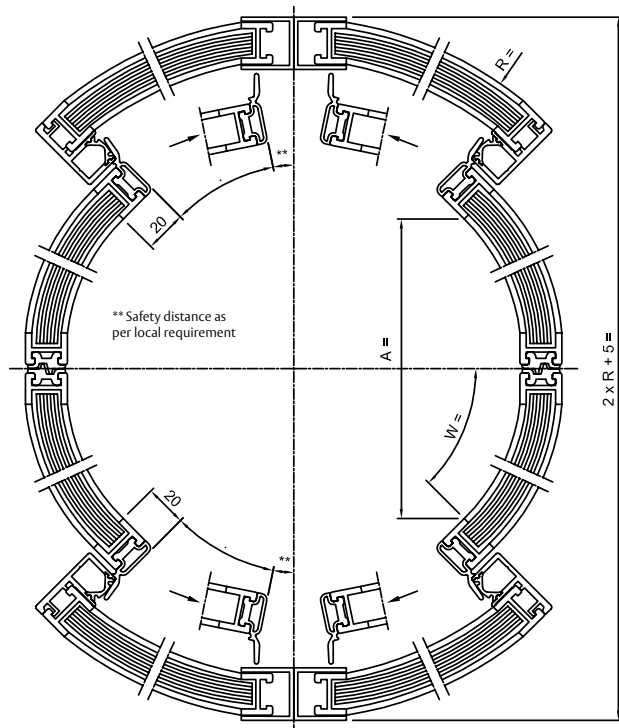 R =
**
20
** Safety distance as
per local requirement
A =
2 x R + 5 =
W =
20
**